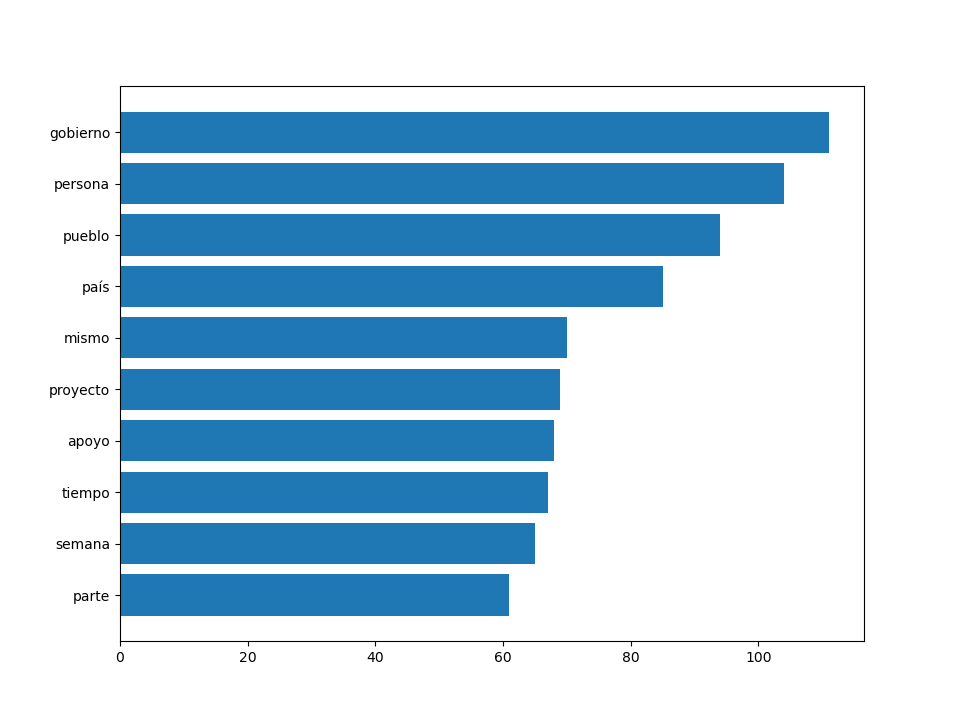 gobierno
persona
pueblo
país
mismo
proyecto
apoyo
tiempo
semana
parte
0 20 40 60 80 100